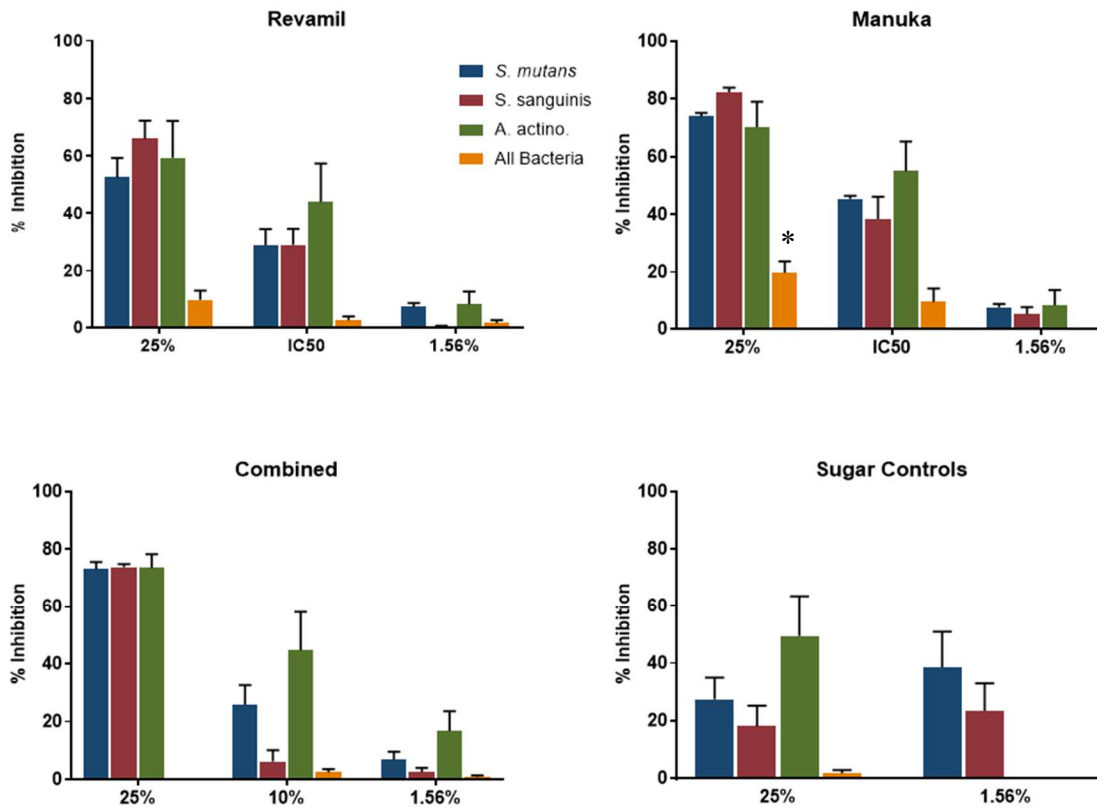 Revamil
100
80
60
40
20
0
% Inhibition
25%
IC50
1.56%
S. mutans
S. sanguinis
A. actino.
All Bacteria
Manuka
100
80
60
40
20
0
% Inhibition
*
25%
IC50
1.56%
Combined
100
80
60
40
20
0
% Inhibition
25%
10%
1.56%
Sugar Controls
100
80
60
40
20
0
% Inhibition
25%
1.56%